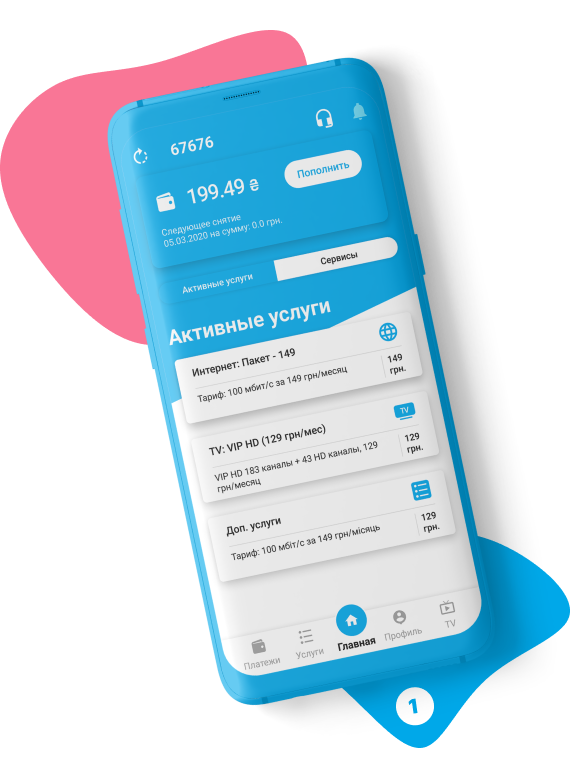 67676
199.49 ₴
Пополнить
Следующее снятие
05.03.2020 на сумму: 0.0 грн.
Активные услуги
Сервисы
Активные услуги
Интернет: Пакет - 149
Тариф: 100 мбит/с за 149 грн/месяц
149
грн.
TV
TV: VIP HD (129 грн/мес)
VIP HD 183 каналы + 43 HD каналы, 129
грн/месяц
129
грн.
Доп. услуги
Тариф: 100 мбіт/с за 149 грн/місяць
129
грн.
Платежи
Услуги
Главная
Профиль
TV
1